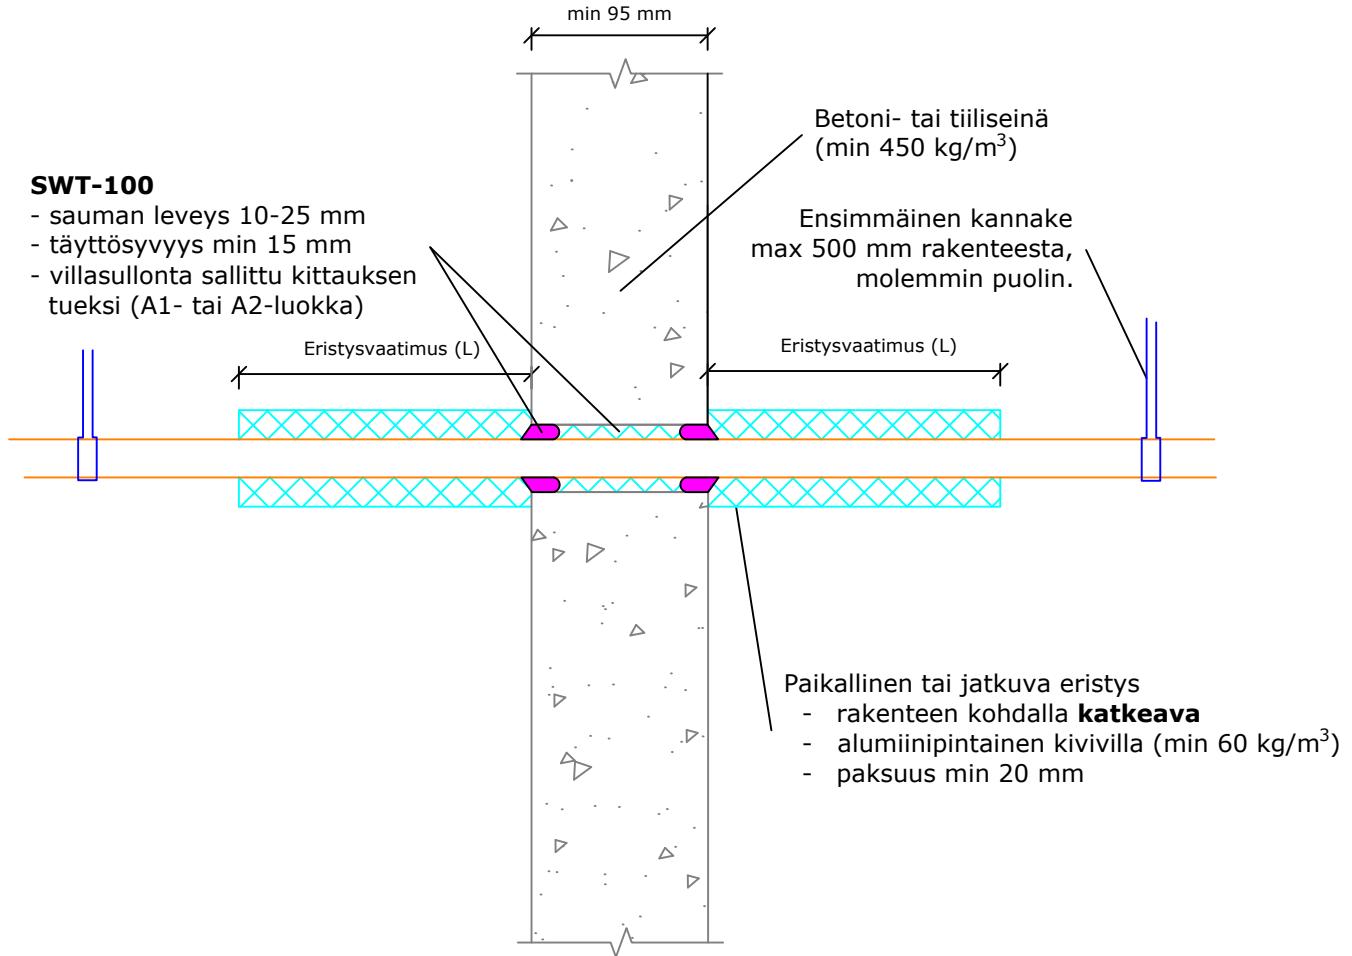 min 95 mm
Betoni- tai tiiliseinä
(min 450 kg/m³)
SWT-100
- sauman leveys 10-25 mm
- täyttösyvyys min 15 mm
- villasullonta sallittu kittauksen
tueksi (A1- tai A2-luokka)
Ensimmäinen kannake
max 500 mm rakenteesta,
molemmin puolin.
Eristysvaatimus (L)
Eristysvaatimus (L)
Paikallinen tai jatkuva eristys
- rakenteen kohdalla katkeava
- alumiinipintainen kivivilla (min 60 kg/m³)
- paksuus min 20 mm